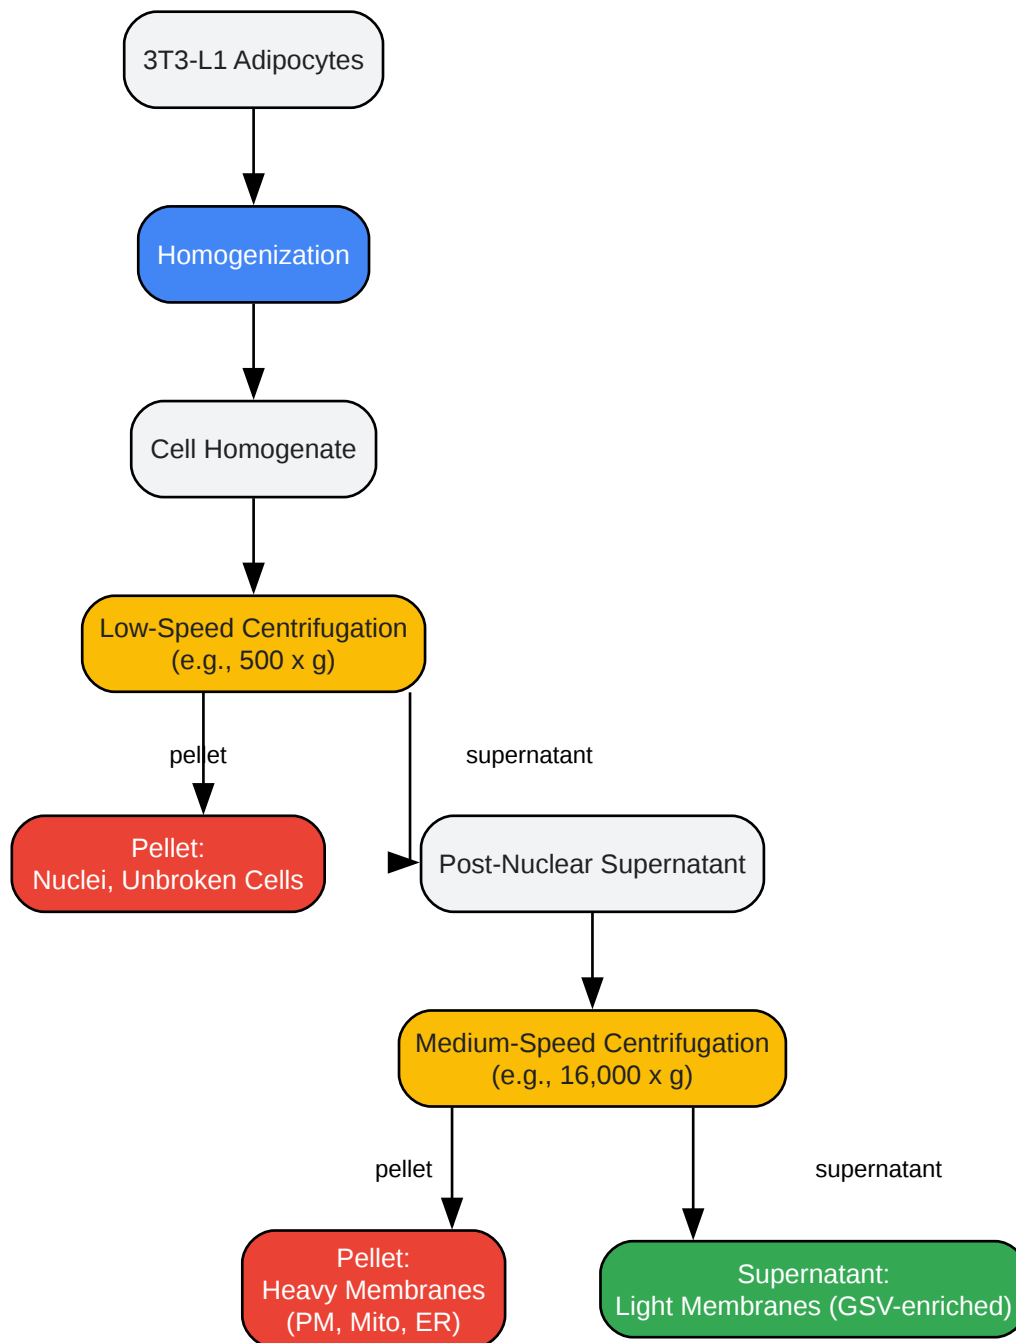 3T3-L1 Adipocytes
Homogenization
Cell Homogenate
Low-Speed Centrifugation
(e.g., 500 x g)
pellet
supernatant
Pellet:
Nuclei, Unbroken Cells
Post-Nuclear Supernatant
Medium-Speed Centrifugation
(e.g., 16,000 x g)
pellet
supernatant
Pellet:
Heavy Membranes
(PM, Mito, ER)
Supernatant:
Light Membranes (GSV-enriched)